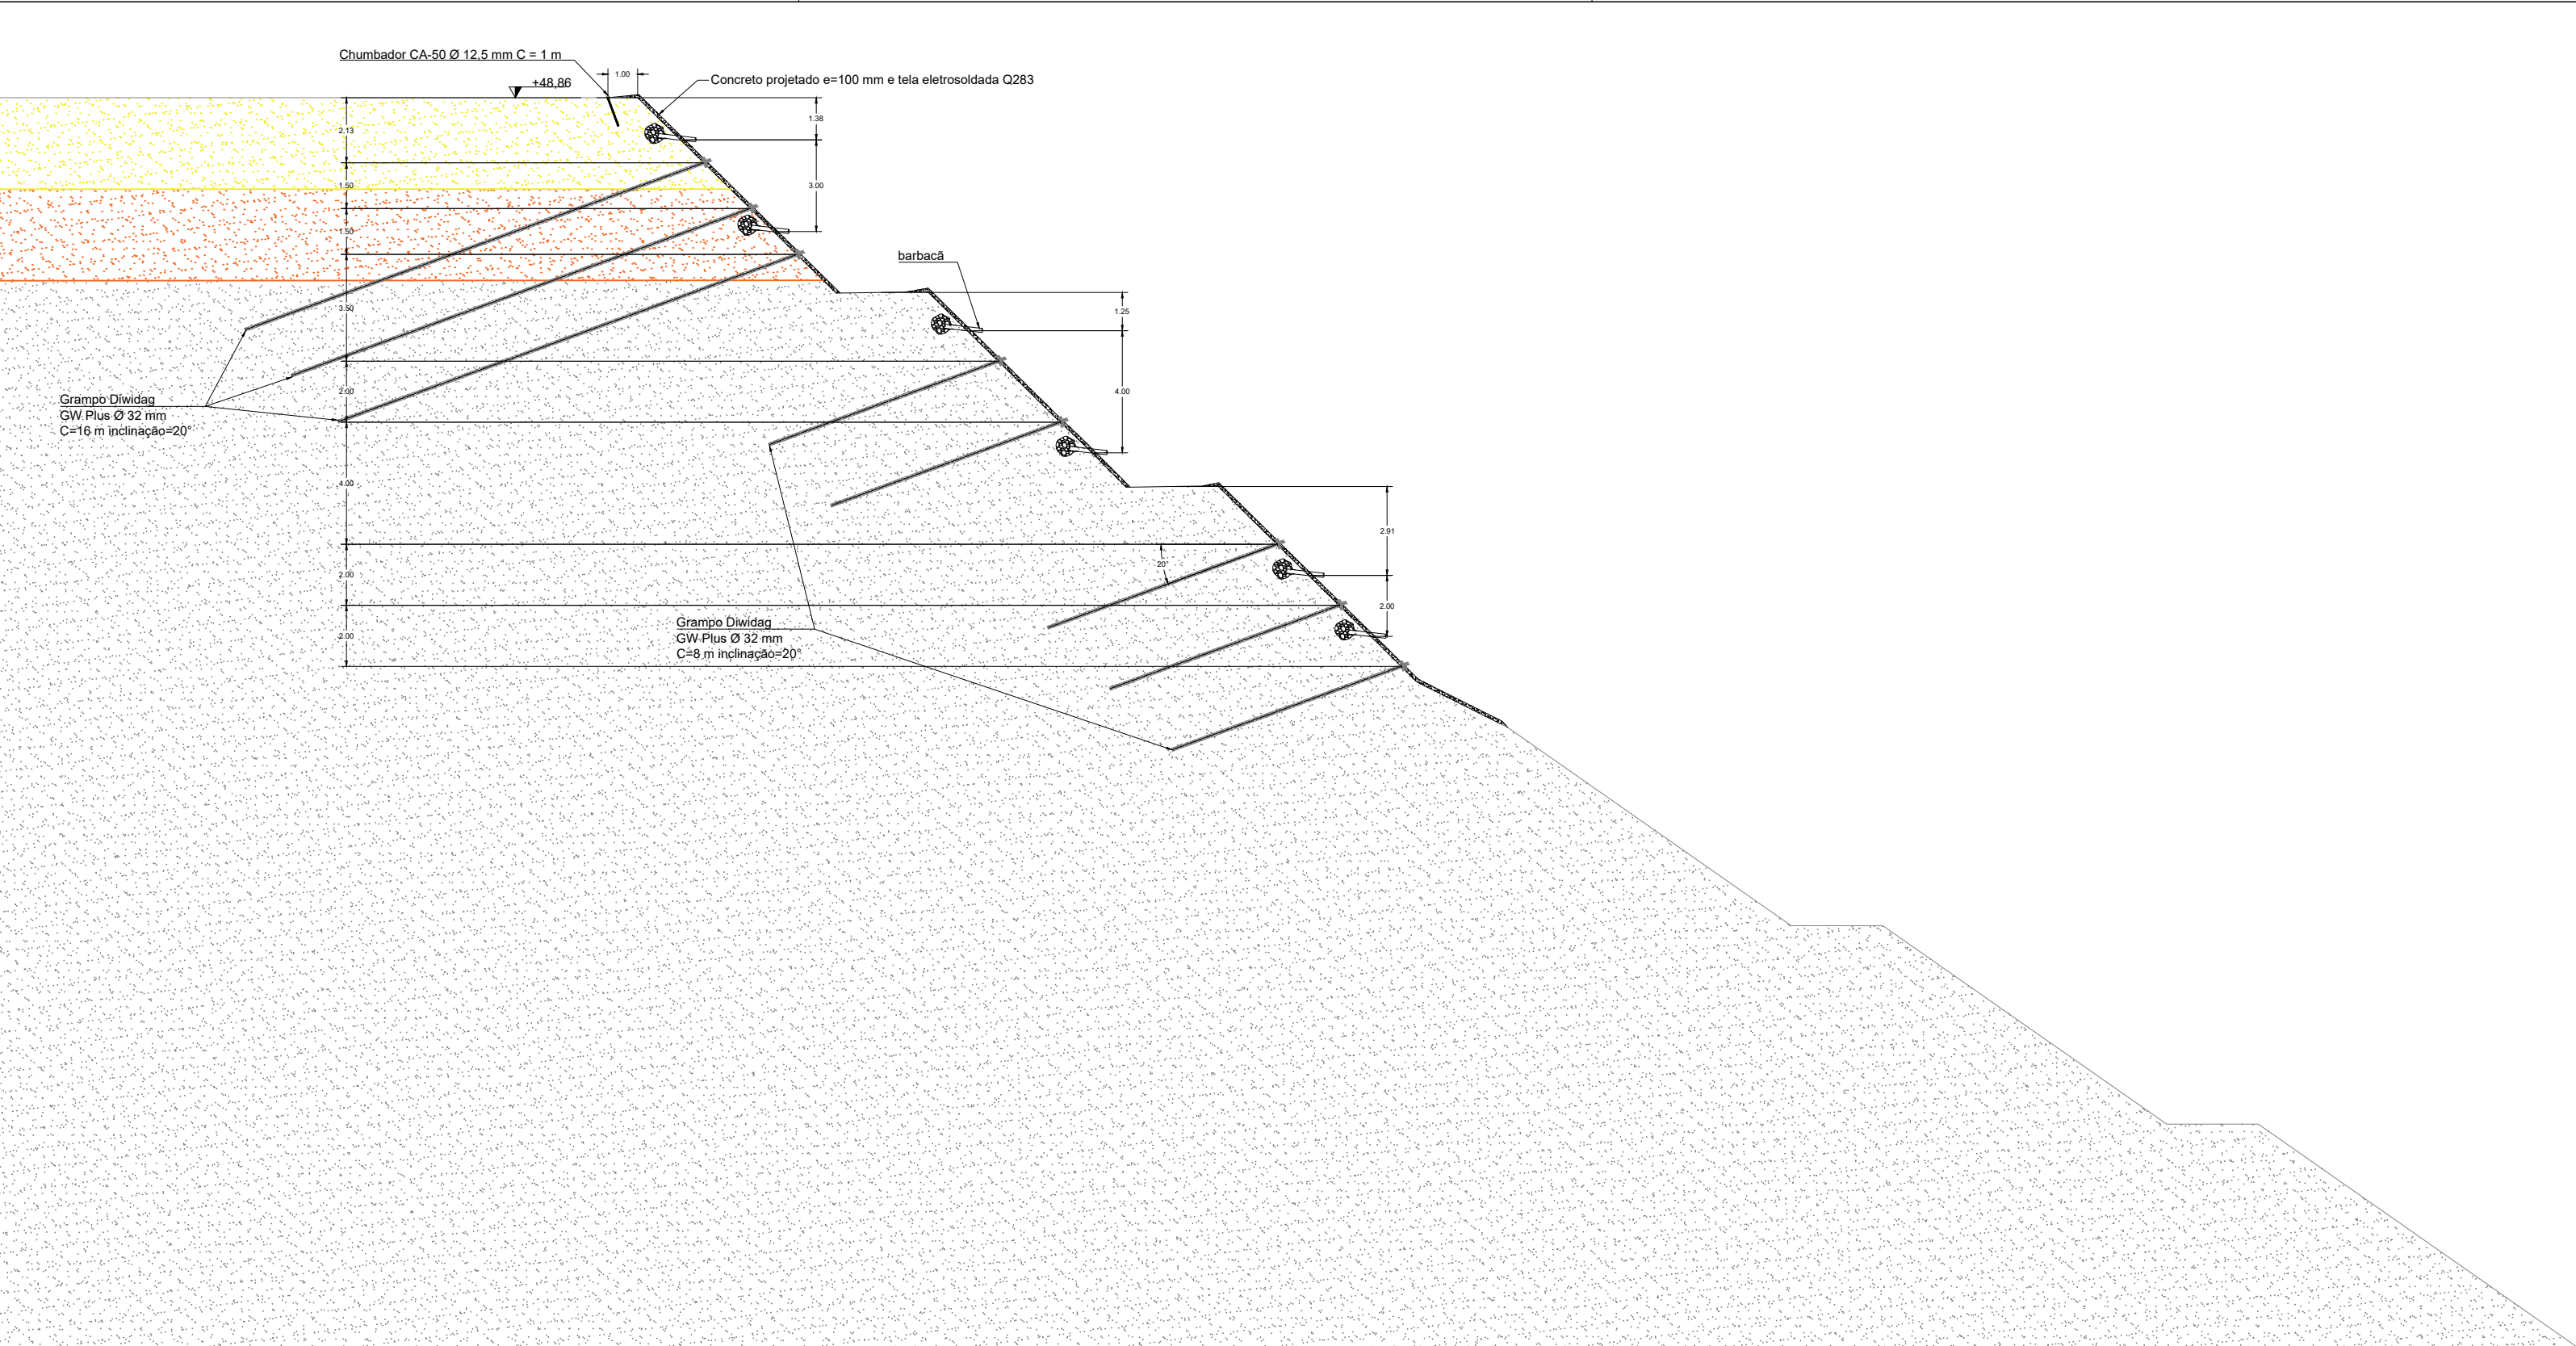 Chumbador CA-50 Ø 12,5 mm C = 1 m
1.00
Concreto projetado e=100 mm e tela eletrosoldada Q283
+48,86
1.38
2.13
1.50
3.00
1.50
barbacã
3.50
1.25
2.00
4.00
Grampo Diwidag
GW Plus Ø 32 mm
C=16 m inclinação=20°
4.00
2.91
20°
2.00
2.00
Grampo Diwidag
GW Plus Ø 32 mm
C=8 m inclinação=20°
2.00